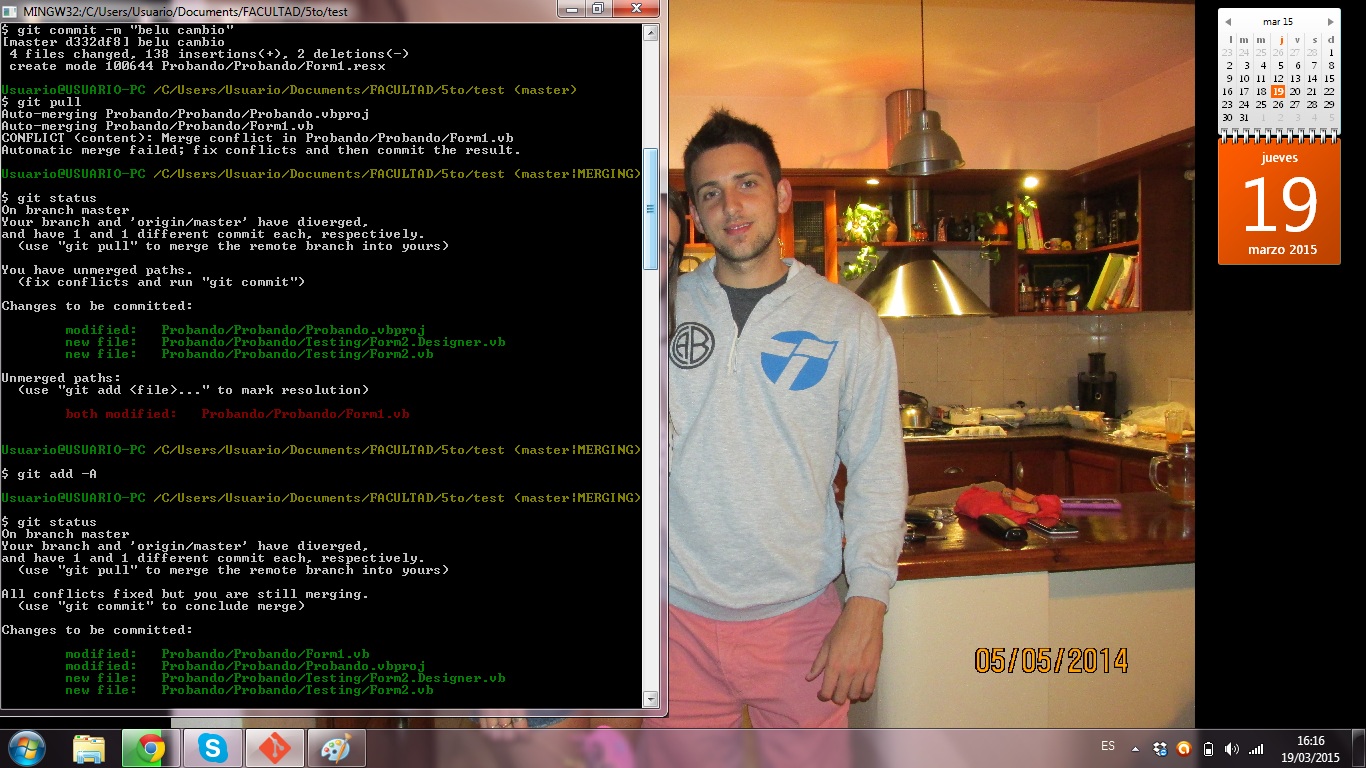 MINGW32:/C/Users/Usuario/Documents/FACULTAD/5to/test
$ git commit -m "belu cambio"
[master d332df8] belu cambio
 4 files changed, 138 insertions(+), 2 deletions(-)
 create mode 100644 Probando/Probando/Form1.resx
Usuario@USUARIO-PC /C/Users/Usuario/Documents/FACULTAD/5to/test (master)
$ git pull
Auto-merging Probando/Probando/Probando.vbproj
Auto-merging Probando/Probando/Form1.vb
CONFLICT (content): Merge conflict in Probando/Probando/Form1.vb
Automatic merge failed; fix conflicts and then commit the result.
Usuario@USUARIO-PC /C/Users/Usuario/Documents/FACULTAD/5to/test (master|MERGING)
$ git status
On branch master
Your branch and 'origin/master' have diverged,
and have 1 and 1 different commit each, respectively.
  (use "git pull" to merge the remote branch into yours)
You have unmerged paths.
  (fix conflicts and run "git commit")
Changes to be committed:
        modified:   Probando/Probando/Probando.vbproj
        new file:   Probando/Probando/Testing/Form2.Designer.vb
        new file:   Probando/Probando/Testing/Form2.vb
Unmerged paths:
  (use "git add <file>..." to mark resolution)
        both modified:   Probando/Probando/Form1.vb
Usuario@USUARIO-PC /C/Users/Usuario/Documents/FACULTAD/5to/test (master|MERGING)
$ git add -A
Usuario@USUARIO-PC /C/Users/Usuario/Documents/FACULTAD/5to/test (master|MERGING)
$ git status
On branch master
Your branch and 'origin/master' have diverged,
and have 1 and 1 different commit each, respectively.
  (use "git pull" to merge the remote branch into yours)
All conflicts fixed but you are still merging.
  (use "git commit" to conclude merge)
Changes to be committed:
        modified:   Probando/Probando/Form1.vb
        modified:   Probando/Probando/Probando.vbproj
        new file:   Probando/Probando/Testing/Form2.Designer.vb
        new file:   Probando/Probando/Testing/Form2.vb
mar 15
l m m j v s d
23 24 25 26 27 28 1
2 3 4 5 6 7 8
9 10 11 12 13 14 15
16 17 18 19 20 21 22
23 24 25 26 27 28 29
30 31 1 2 3 4 5
jueves
19
marzo 2015
AB
05/05/2014
ES
16:16
19/03/2015